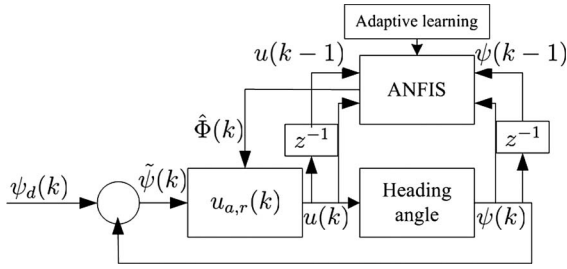 Adaptive learning
u(k − 1)
ψ(k − 1)
ANFIS
Φ̂(k)
z⁻¹
z⁻¹
ψ_d(k)
ψ̃(k)
u_{a,r}(k)
u(k)
Heading
angle
ψ(k)